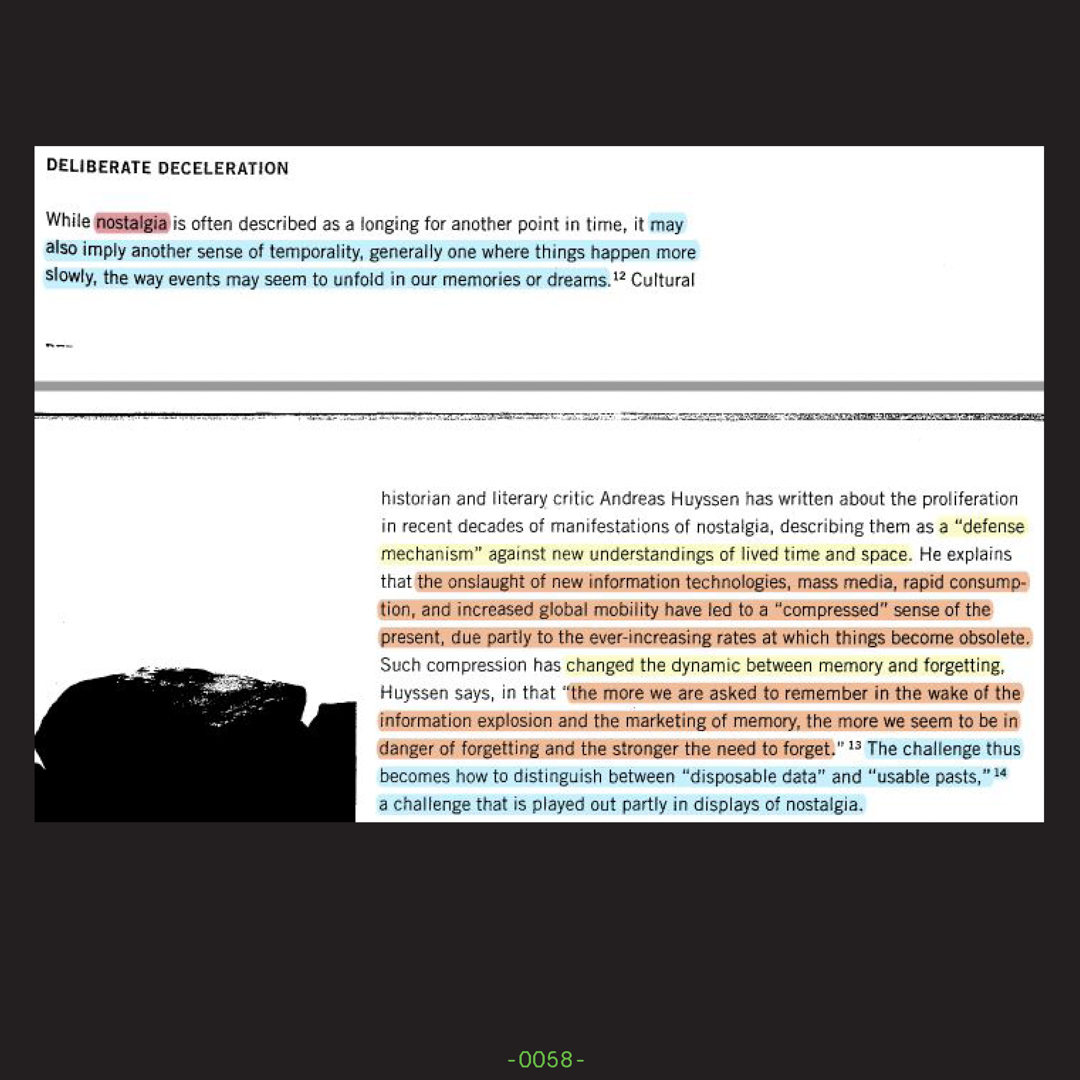 DELIBERATE DECELERATION
While nostalgia is often described as a longing for another point in time, it may
also imply another sense of temporality, generally one where things happen more
slowly, the way events may seem to unfold in our memories or dreams.¹² Cultural
historian and literary critic Andreas Huyssen has written about the proliferation
in recent decades of manifestations of nostalgia, describing them as a “defense
mechanism” against new understandings of lived time and space. He explains
that the onslaught of new information technologies, mass media, rapid consump-
tion, and increased global mobility have led to a “compressed” sense of the
present, due partly to the ever-increasing rates at which things become obsolete.
Such compression has changed the dynamic between memory and forgetting,
Huyssen says, in that “the more we are asked to remember in the wake of the
information explosion and the marketing of memory, the more we seem to be in
danger of forgetting and the stronger the need to forget.” ¹³ The challenge thus
becomes how to distinguish between “disposable data” and “usable pasts,” ¹⁴
a challenge that is played out partly in displays of nostalgia.
-0058-